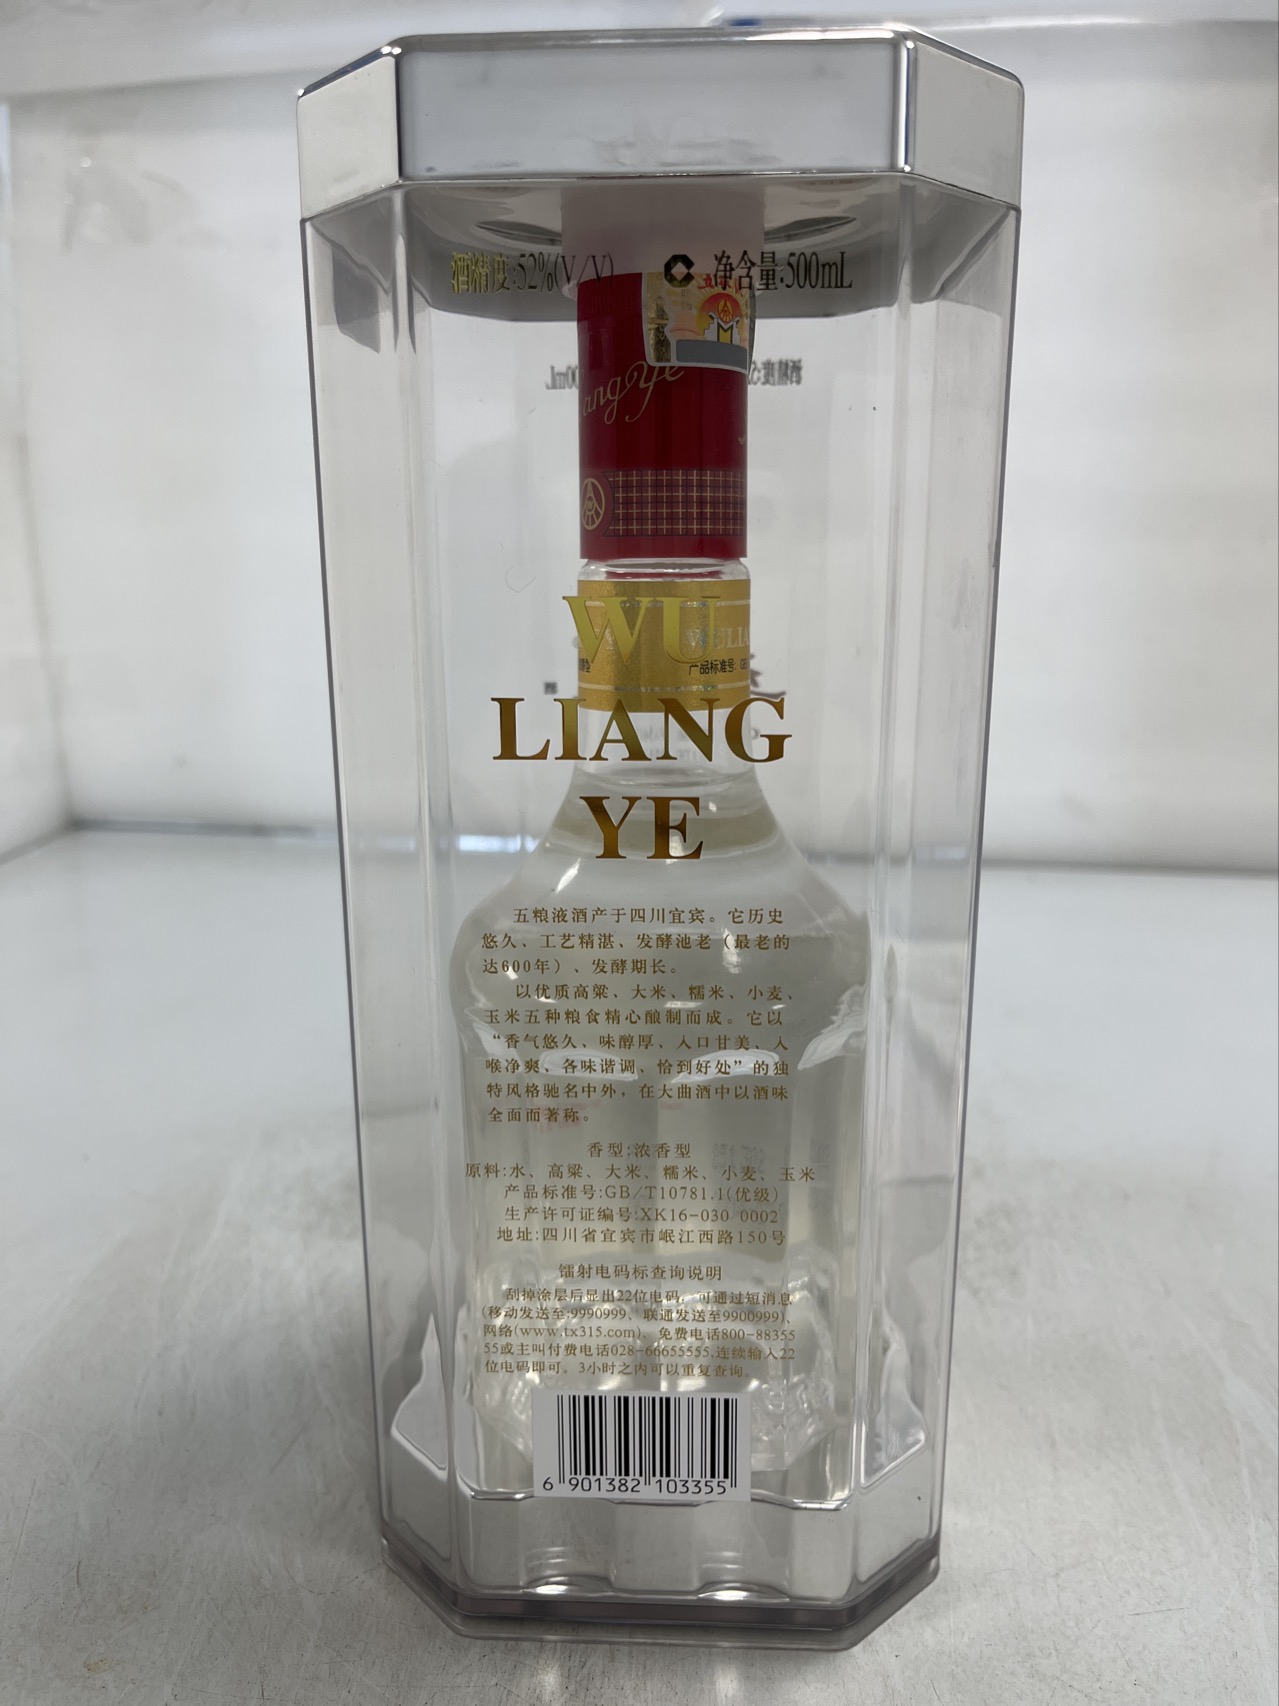 酒精度:52%(V/V) 净含量:500mL
ang Ye
WU
产品标准号:
LIANG
YE
五粮液酒产于四川宜宾。它历史
悠久、工艺精湛、发酵池老（最老的
达600年）、发酵期长。
以优质高粱、大米、糯米、小麦、
玉米五种粮食精心酿制而成。它以
“香气悠久、味醇厚、入口甘美、入
喉净爽、各味谐调、恰到好处”的独
特风格驰名中外，在大曲酒中以酒味
全面而著称。
香型:浓香型
原料:水、高粱、大米、糯米、小麦、玉米
产品标准号:GB/T10781.1(优级)
生产许可证编号:XK16-030 0002
地址:四川省宜宾市岷江西路150号
镭射电码标查询说明
刮掉涂层后显出22位电码，可通过短消息
(移动发送至:9990999、联通发送至9900999)、
网络(www.tx315.com)、免费电话800-88355
55或主叫付费电话028-66655555,连续输入22
位电码即可。3小时之内可以重复查询。
6 901382 103355